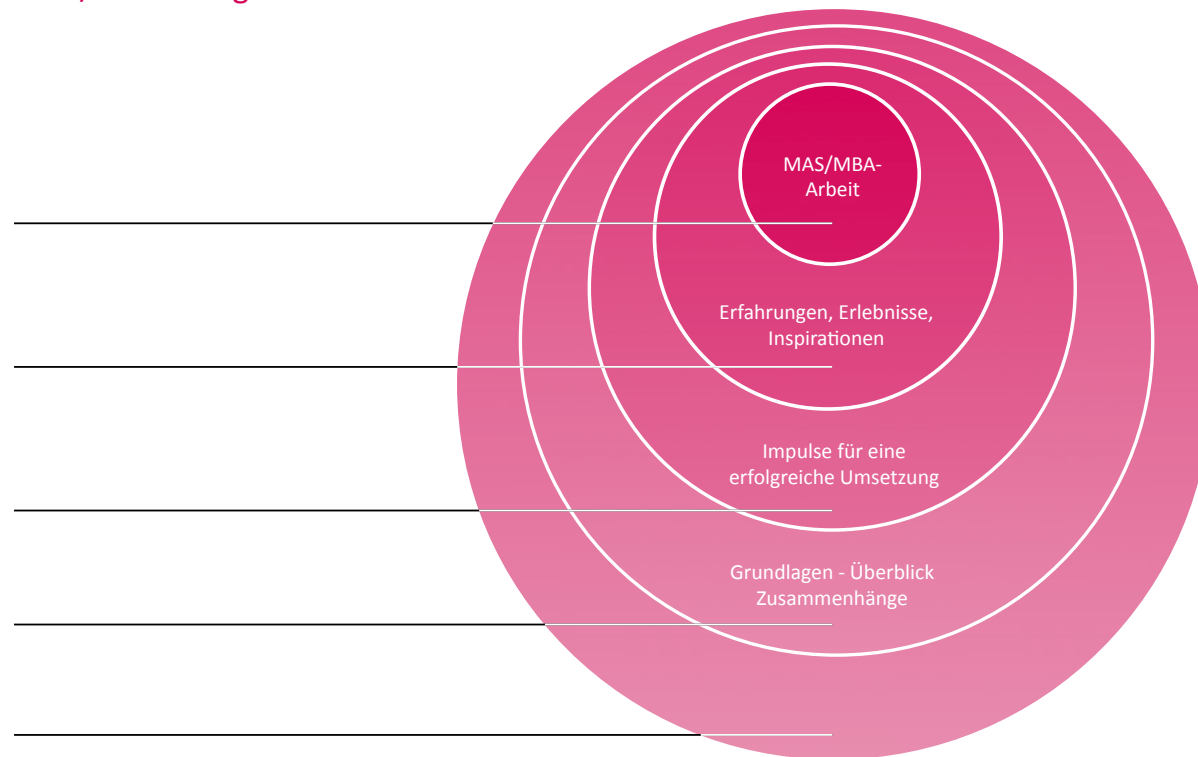 MAS/MBA-
Arbeit
Erfahrungen, Erlebnisse,
Inspirationen
Impulse für eine
erfolgreiche Umsetzung
Grundlagen - Überblick
Zusammenhänge